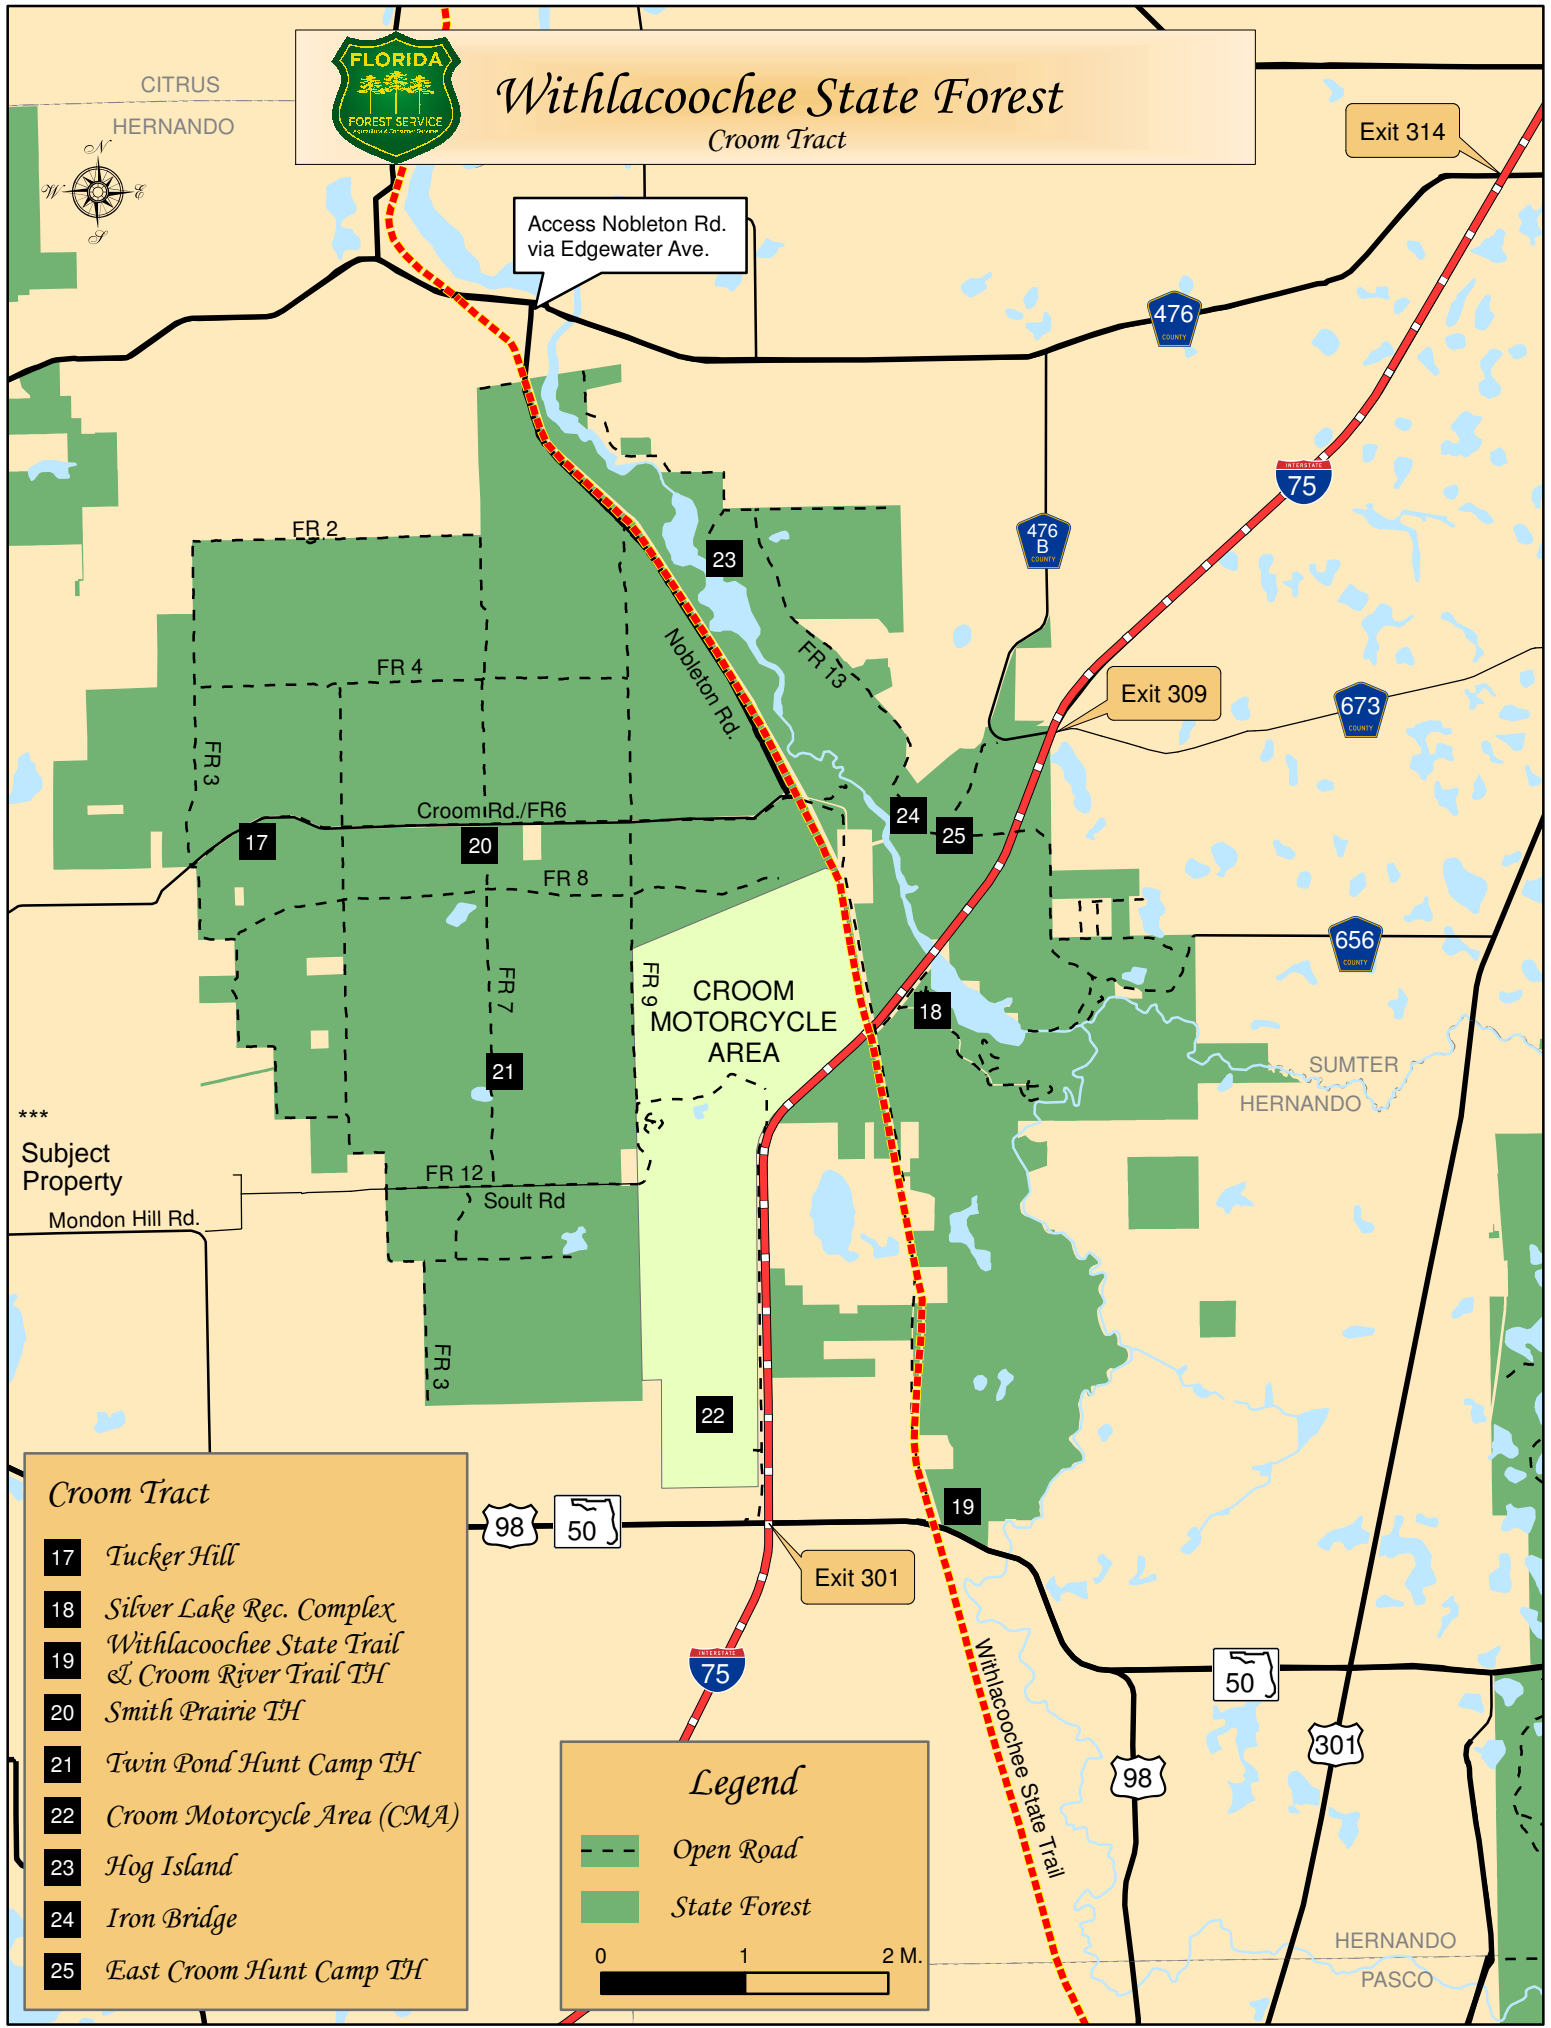 FLORIDA
FOREST SERVICE
Agriculture & Consumer Services
Withlacoochee State Forest
Croom Tract
CITRUS
HERNANDO
N
W
E
S
Exit 314
Access Nobleton Rd.
via Edgewater Ave.
476
COUNTY
INTERSTATE
75
476
B
COUNTY
FR 2
23
FR 4
Nobleton Rd.
FR 13
Exit 309
673
COUNTY
FR 3
Croom Rd./FR6
17
20
24
25
FR 8
656
COUNTY
FR 7
FR 9
CROOM
MOTORCYCLE
AREA
18
21
SUMTER
HERNANDO
***
Subject
Property
Mondon Hill Rd.
FR 12
Soult Rd
FR 3
22
19
98
50
Exit 301
INTERSTATE
75
Withlacoochee State Trail
50
301
98
HERNANDO
PASCO
Croom Tract
17 Tucker Hill
18 Silver Lake Rec. Complex
19 Withlacoochee State Trail
& Croom River Trail TH
20 Smith Prairie TH
21 Twin Pond Hunt Camp TH
22 Croom Motorcycle Area (CMA)
23 Hog Island
24 Iron Bridge
25 East Croom Hunt Camp TH
Legend
Open Road
State Forest
0 1 2 M.